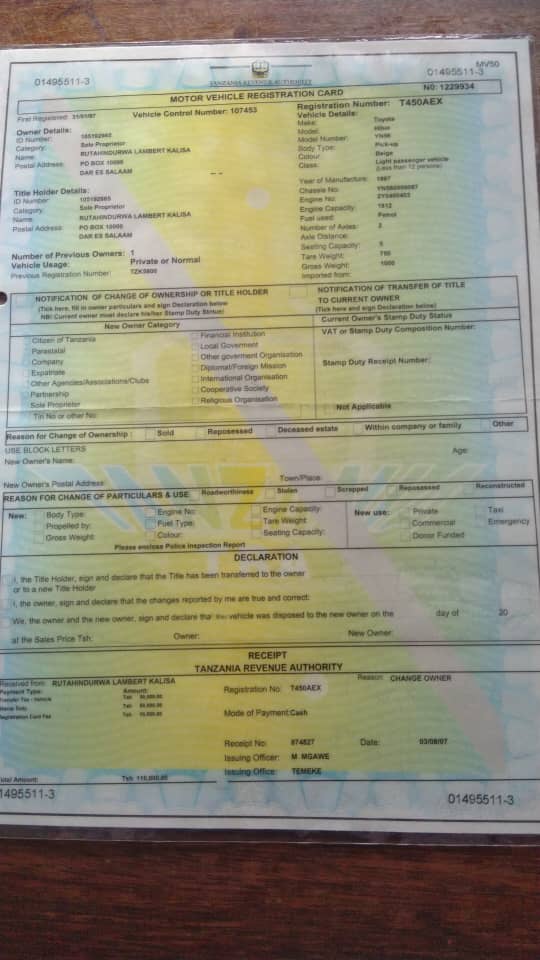 MV50
01495511-3
01495511-3
TANZANIA REVENUE AUTHORITY
N0: 1229934
MOTOR VEHICLE REGISTRATION CARD
First Registered: 31/01/97
Vehicle Control Number: 107453
Registration Number: T450AEX
Owner Details:
ID Number:
Category: Sole Proprietor
Name: RUTAHINDURWA LAMBERT KALISA
Postal Address: PO BOX 10000
DAR ES SALAAM
Title Holder Details:
ID Number:
Category: Sole Proprietor
Name: RUTAHINDURWA LAMBERT KALISA
Postal Address: PO BOX 10000
DAR ES SALAAM
Number of Previous Owners: 1
Vehicle Usage: Private or Normal
Previous Registration Number: TZK5800
Vehicle Details:
Make: Toyota
Model: Hilux
Model Number: YN56
Body Type: Pick-up
Colour: Beige
Class: Light passenger vehicle
(Less than 12 persons)
Year of Manufacture: 1987
Chassis No:
Engine No:
Engine Capacity: 1812
Fuel used: Petrol
Number of Axles: 2
Axle Distance:
Seating Capacity: 5
Tare Weight:
Gross Weight:
Imported from:
NOTIFICATION OF CHANGE OF OWNERSHIP OR TITLE HOLDER
(Tick here, fill in owner particulars and sign Declaration below
NB! Current owner must declare his/her Stamp Duty Status!
New Owner Category
Citizen of Tanzania
Parastatal
Company
Expatriate
Other Agencies/Associations/Clubs
Partnership
Sole Proprietor
Tin No or other No:
Financial Institution
Local Goverment
Other goverment Organisation
Diplomat/Foreign Mission
International Organisation
Cooperative Society
Religious Organisation
NOTIFICATION OF TRANSFER OF TITLE
TO CURRENT OWNER
(Tick here and sign Declaration below)
Current Owner's Stamp Duty Status
VAT or Stamp Duty Composition Number:
Stamp Duty Receipt Number:
Not Applicable
Reason for Change of Ownership : Sold Repossessed Deceased estate Within company or family Other
USE BLOCK LETTERS
New Owner's Name: Age:
New Owner's Postal Address: Town/Place:
REASON FOR CHANGE OF PARTICULARS & USE Roadworthiness Stolen Scrapped Repossessed Reconstructed
New: Body Type: Engine No: Engine Capacity: New use: Private Taxi
Propelled by: Fuel Type: Tare Weight Commercial Emergency
Gross Weight: Colour: Seating Capacity: Donor Funded
Please enclose Police Inspection Report
DECLARATION
I, the Title Holder, sign and declare that the Title has been transferred to the owner
or to a new Title Holder
I, the owner, sign and declare that the changes reported by me are true and correct:
We, the owner and the new owner, sign and declare that the vehicle was disposed to the new owner on the day of 20
at the Sales Price Tsh: Owner: New Owner:
RECEIPT
TANZANIA REVENUE AUTHORITY
Received from: RUTAHINDURWA LAMBERT KALISA
Reason: CHANGE OWNER
Payment Type: Amount:
Transfer Fee - Vehicle Tsh
Stamp Duty Tsh
Registration Card Fee Tsh
Registration No: T450AEX
Mode of Payment: Cash
Receipt No: 874827
Date: 03/08/07
Issuing Officer: M MGAWE
Issuing Office: TEMEKE
Total Amount: Tsh 110,000.00
01495511-3
01495511-3